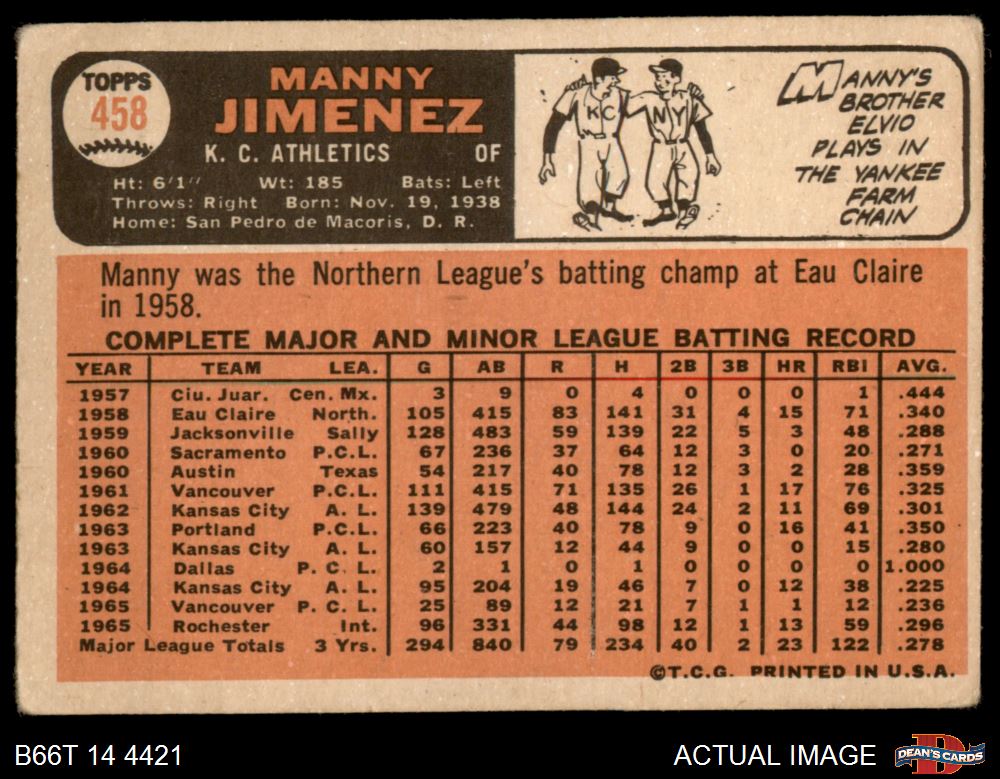 TOPPS
458
MANNY
JIMENEZ
K. C. ATHLETICS OF
Ht: 6'1" Wt: 185 Bats: Left
Throws: Right Born: Nov. 19, 1938
Home: San Pedro de Macoris, D. R.
KC NY
MANNY'S
BROTHER
ELVIO
PLAYS IN
THE YANKEE
FARM
CHAIN
Manny was the Northern League's batting champ at Eau Claire
in 1958.
COMPLETE MAJOR AND MINOR LEAGUE BATTING RECORD
YEAR TEAM LEA. G AB R H 2B 3B HR RBI AVG.
1957 Ciu. Juar. Cen. Mx. 3 9 0 4 0 0 0 1 .444
1958 Eau Claire North. 105 415 83 141 31 4 15 71 .340
1959 Jacksonville Sally 128 483 59 139 22 5 3 48 .288
1960 Sacramento P.C.L. 67 236 37 64 12 3 0 20 .271
1960 Austin Texas 54 217 40 78 12 3 2 28 .359
1961 Vancouver P.C.L. 111 415 71 135 26 1 17 76 .325
1962 Kansas City A. L. 139 479 48 144 24 2 11 69 .301
1963 Portland P.C.L. 66 223 40 78 9 0 16 41 .350
1963 Kansas City A. L. 60 157 12 44 9 0 0 15 .280
1964 Dallas P. C. L. 2 1 0 1 0 0 0 0 1.000
1964 Kansas City A. L. 95 204 19 46 7 0 12 38 .225
1965 Vancouver P. C. L. 25 89 12 21 7 1 1 12 .236
1965 Rochester Int. 96 331 44 98 12 1 13 59 .296
Major League Totals 3 Yrs. 294 840 79 234 40 2 23 122 .278
©T.C.G. PRINTED IN U.S.A.
B66T 14 4421 ACTUAL IMAGE DEAN'S CARDS